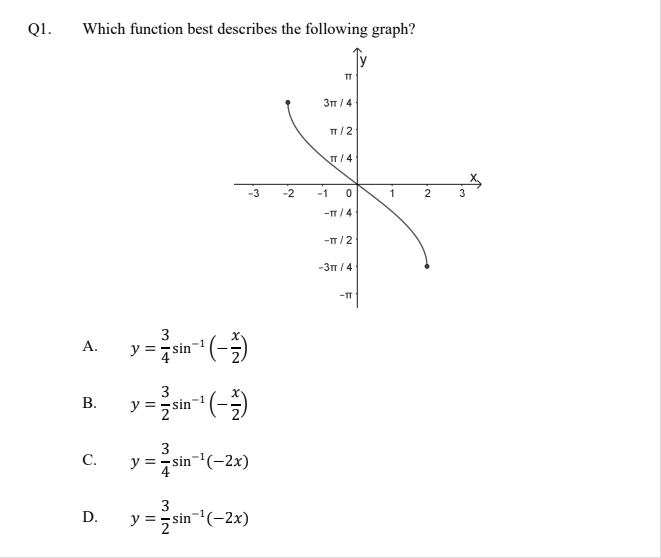 Q1. Which function best describes the following graph?
y
π
3π / 4
π / 2
π / 4
x
-3 -2 -1 0 1 2 3
-π / 4
-π / 2
-3π / 4
-π
A. y = 3/4 sin⁻¹(−x/2)
B. y = 3/2 sin⁻¹(−x/2)
C. y = 3/4 sin⁻¹(−2x)
D. y = 3/2 sin⁻¹(−2x)